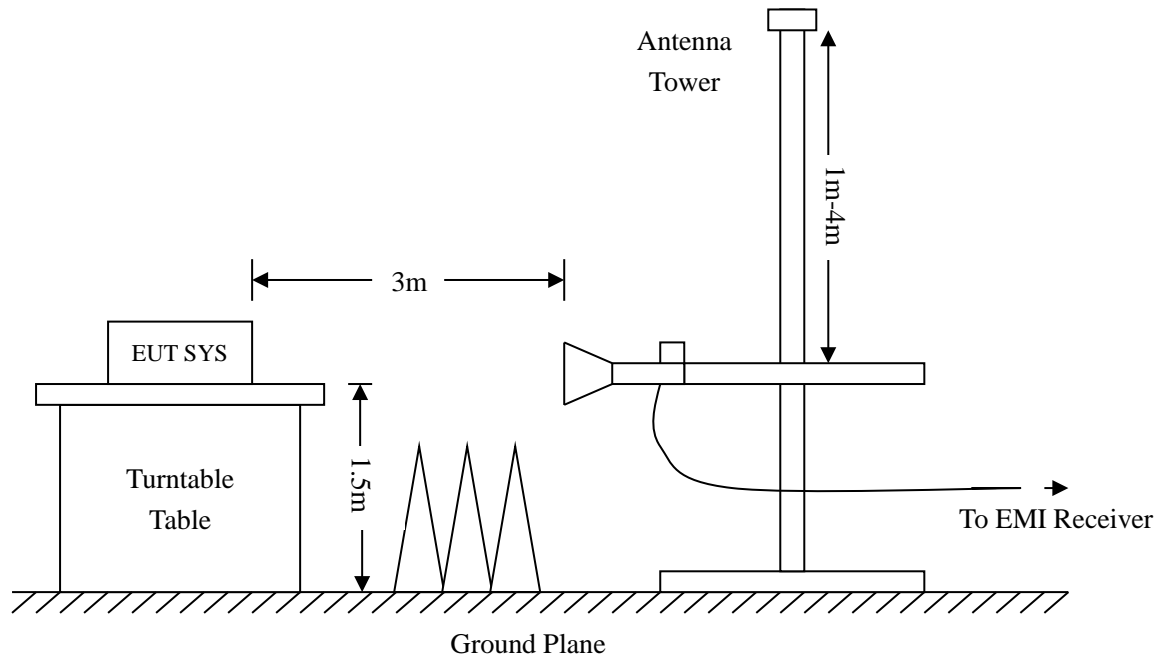 Antenna
Tower
1m-4m
3m
EUT SYS
1.5m
Turntable
Table
To EMI Receiver
Ground Plane